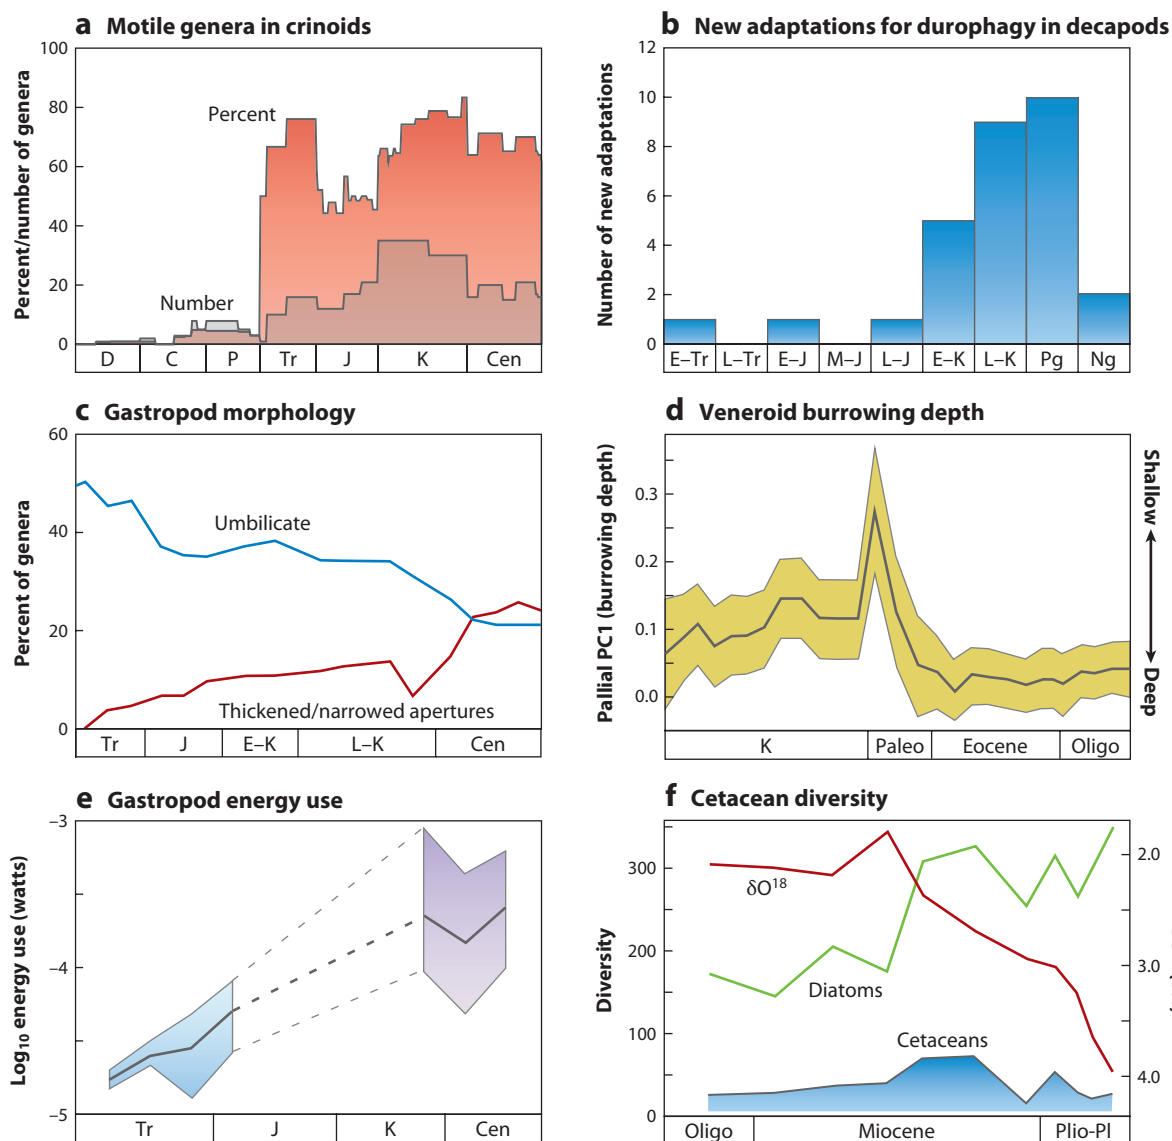 a Motile genera in crinoids
Percent/number of genera
100
80
60
40
20
0
Percent
Number
D C P Tr J K Cen
b New adaptations for durophagy in decapods
Number of new adaptations
12
10
8
6
4
2
0
E–Tr L–Tr E–J M–J L–J E–K L–K Pg Ng
c Gastropod morphology
Percent of genera
60
40
20
0
Umbilicate
Thickened/narrowed apertures
Tr J E–K L–K Cen
d Veneroid burrowing depth
Pallial PC1 (burrowing depth)
0.3
0.2
0.1
0.0
Shallow
Deep
K Paleo Eocene Oligo
e Gastropod energy use
Log10 energy use (watts)
–3
–4
–5
Tr J K Cen
f Cetacean diversity
Diversity
300
200
150
100
50
0
δO18
Diatoms
Cetaceans
2.0
3.0
4.0
Oligo Miocene Plio-Pl